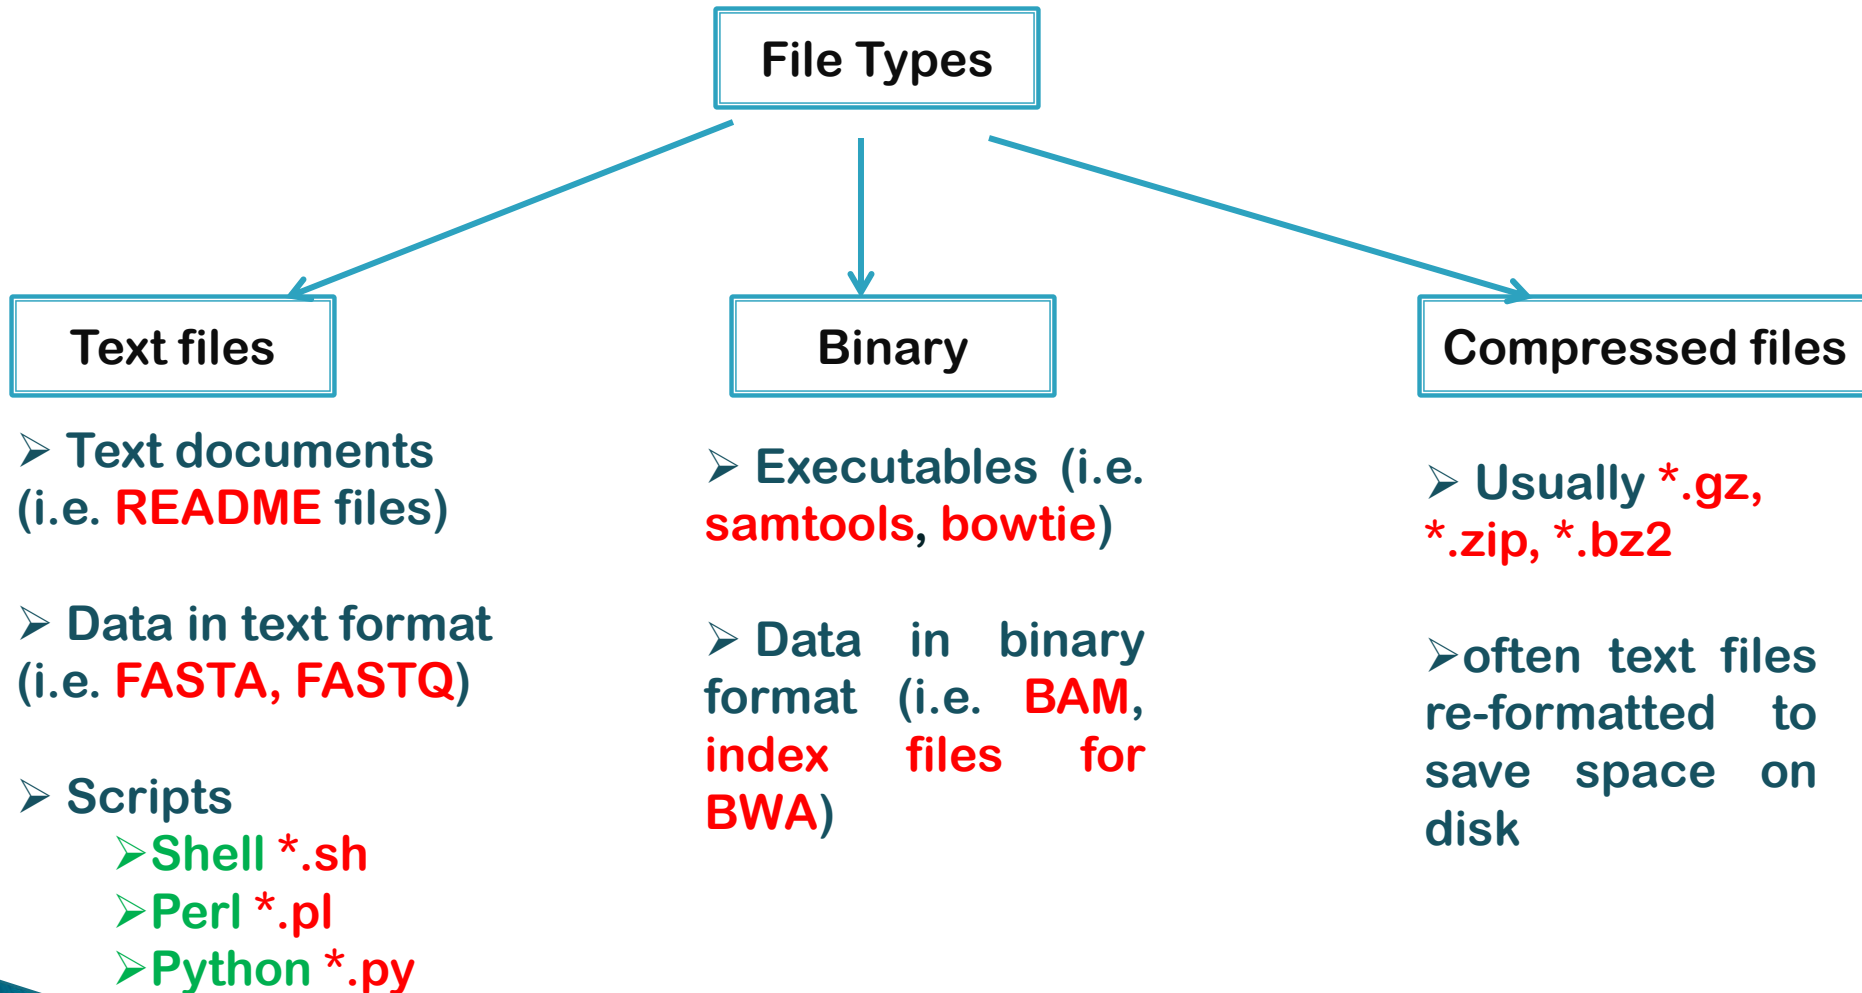 File Types
Text files
➢ Text documents
(i.e. README files)
➢ Data in text format
(i.e. FASTA, FASTQ)
➢ Scripts
➢Shell *.sh
➢Perl *.pl
➢Python *.py
Binary
➢ Executables (i.e.
samtools, bowtie)
➢ Data in binary
format (i.e. BAM,
index files for
BWA)
Compressed files
➢ Usually *.gz,
*.zip, *.bz2
➢often text files
re-formatted to
save space on
disk